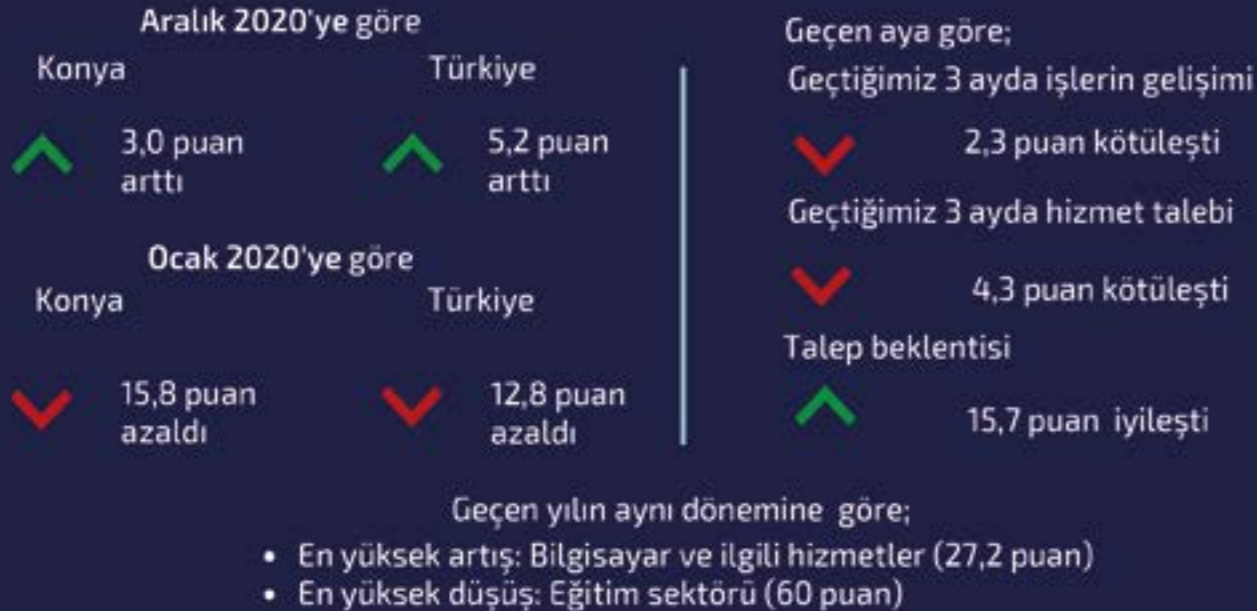 Aralık 2020'ye göre
Konya
Türkiye
3,0 puan
arttı
5,2 puan
arttı
Ocak 2020'ye göre
Konya
Türkiye
15,8 puan
azaldı
12,8 puan
azaldı
Geçen aya göre;
Geçtiğimiz 3 ayda işlerin gelişimi
2,3 puan kötüleşti
Geçtiğimiz 3 ayda hizmet talebi
4,3 puan kötüleşti
Talep beklentisi
15,7 puan iyileşti
Geçen yılın aynı dönemine göre;
• En yüksek artış: Bilgisayar ve ilgili hizmetler (27,2 puan)
• En yüksek düşüş: Eğitim sektörü (60 puan)